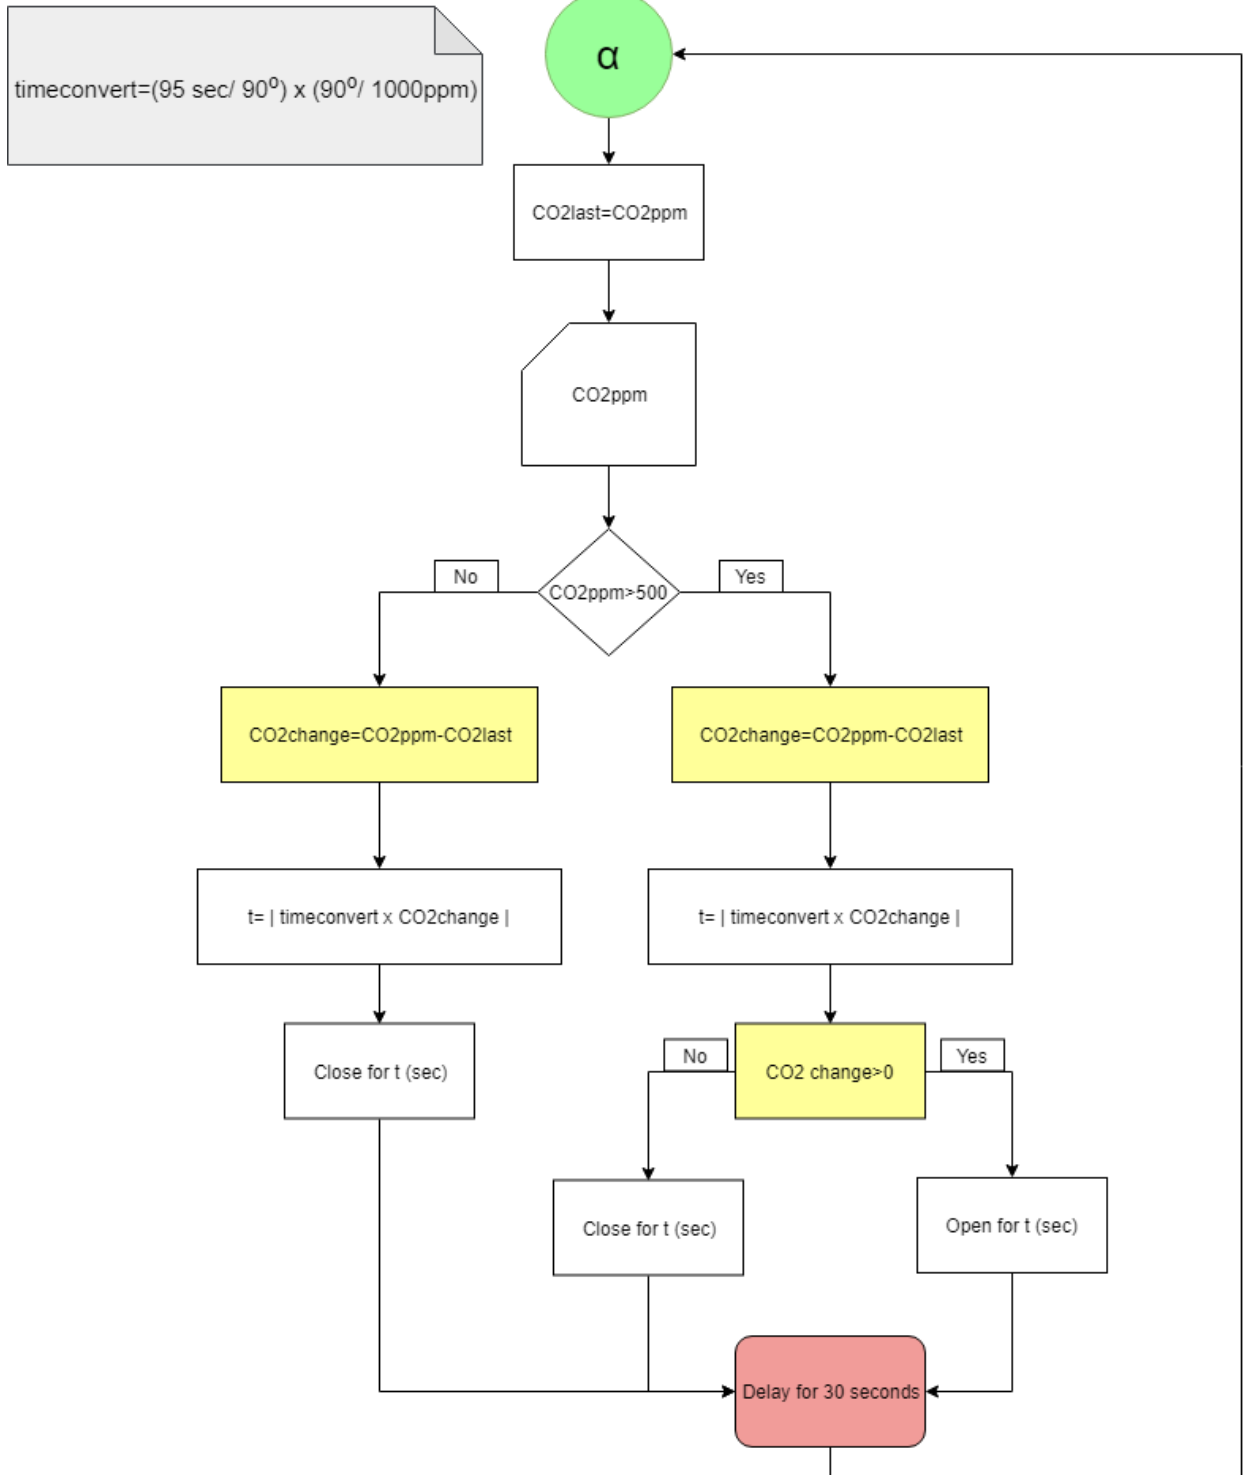 timeconvert=(95 sec/ 90⁰) x (90⁰/ 1000ppm)
α
CO2last=CO2ppm
CO2ppm
CO2ppm>500
No
Yes
CO2change=CO2ppm-CO2last
CO2change=CO2ppm-CO2last
t= | timeconvert x CO2change |
t= | timeconvert x CO2change |
Close for t (sec)
No
CO2 change>0
Yes
Close for t (sec)
Open for t (sec)
Delay for 30 seconds